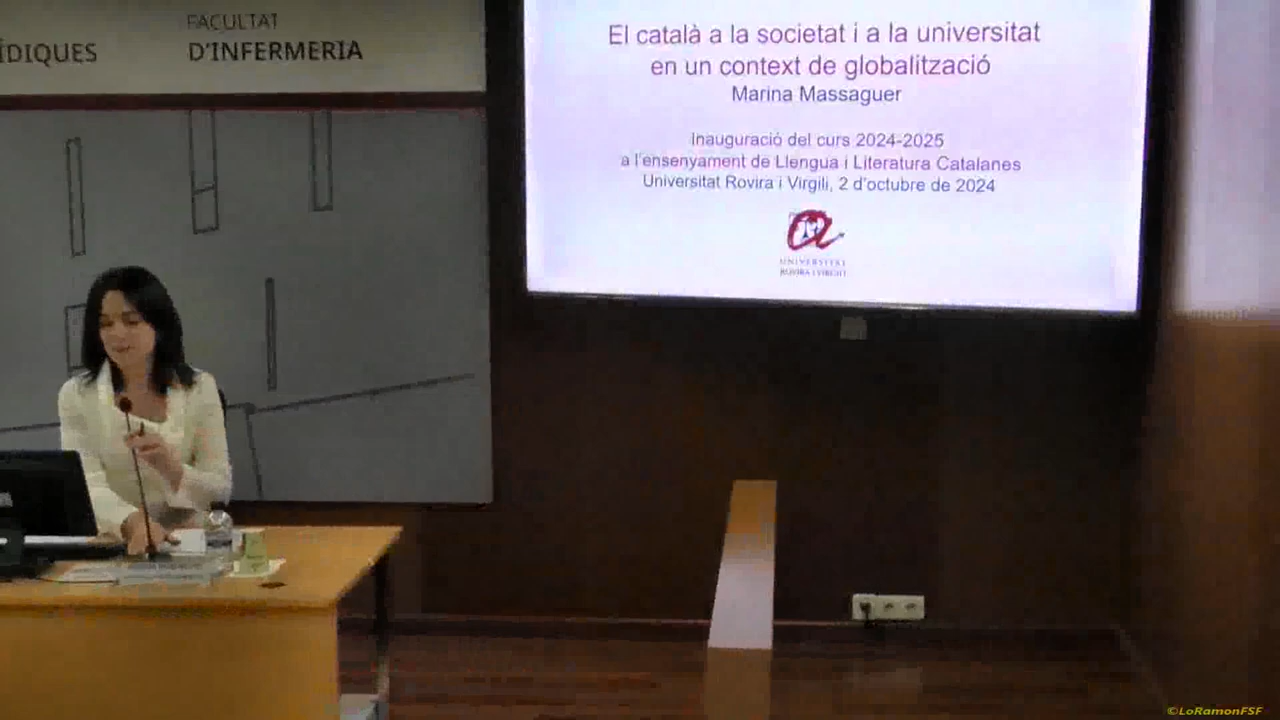 ÍDIQUES
FACULTAT
D'INFERMERIA
El català a la societat i a la universitat
en un context de globalització
Marina Massaguer
Inauguració del curs 2024-2025
a l'ensenyament de Llengua i Literatura Catalanes
Universitat Rovira i Virgili, 2 d'octubre de 2024
UNIVERSITAT
ROVIRA I VIRGILI
©LoRamonFSF